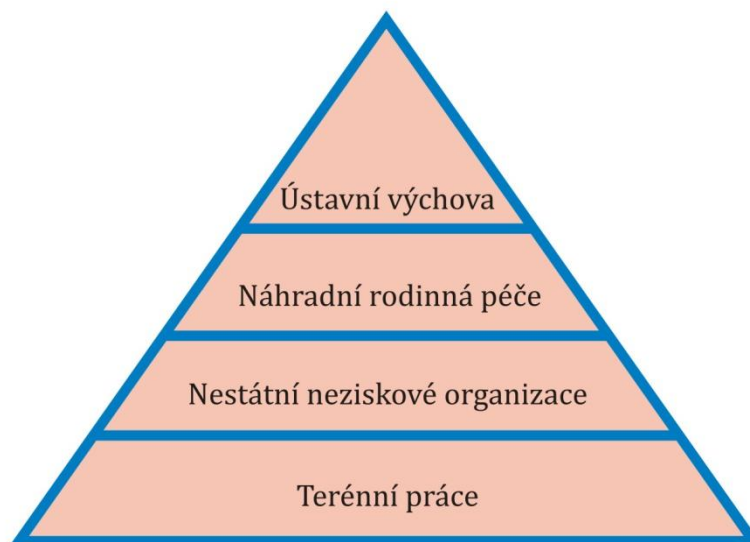 Ústavní výchova
Náhradní rodinná péče
Nestátní neziskové organizace
Terénní práce